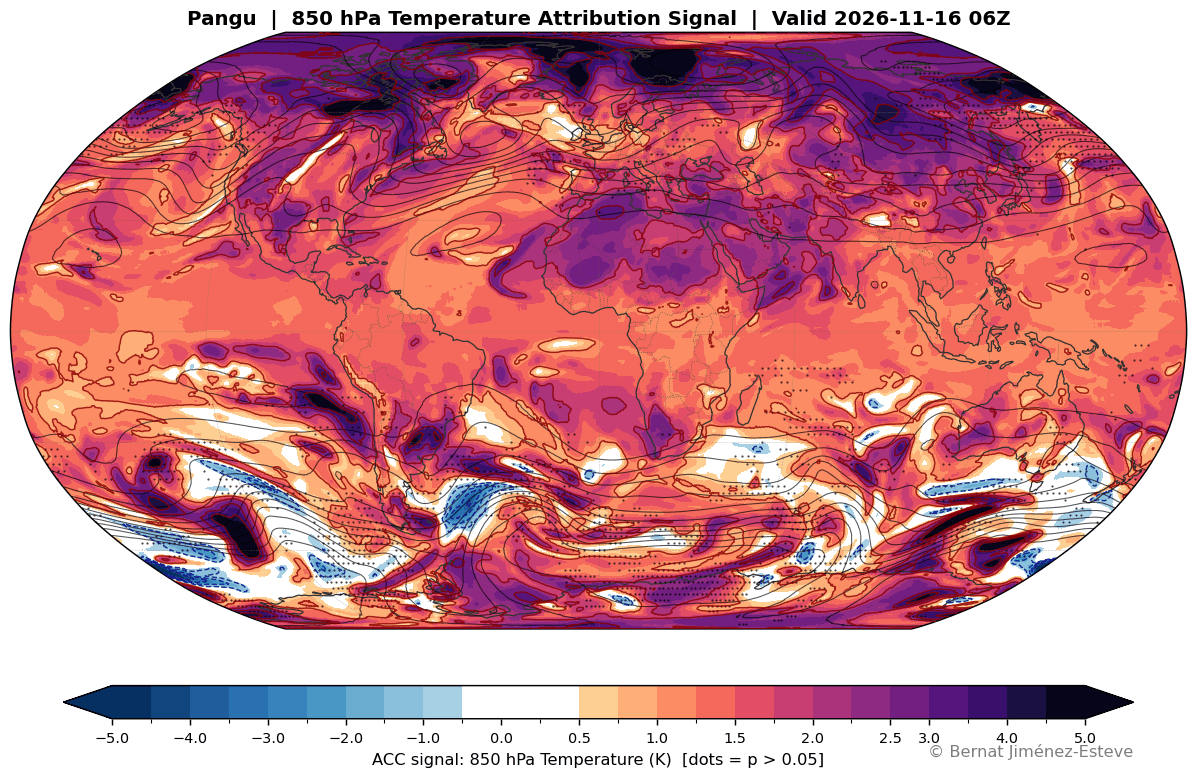 Pangu | 850 hPa Temperature Attribution Signal | Valid 2026-11-16 06Z
−5.0 −4.0 −3.0 −2.0 −1.0 0.0 0.5 1.0 1.5 2.0 2.5 3.0 4.0 5.0
© Bernat Jiménez-Esteve
ACC signal: 850 hPa Temperature (K) [dots = p > 0.05]